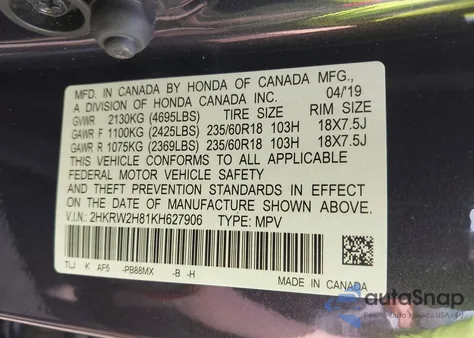 MFD. IN CANADA BY HONDA OF CANADA MFG.,
A DIVISION OF HONDA CANADA INC. 04/'19
GVWR 2130KG (4695LBS) TIRE SIZE RIM SIZE
GAWR F 1100KG (2425LBS) 235/60R18 103H 18X7.5J
GAWR R 1075KG (2369LBS) 235/60R18 103H 18X7.5J
THIS VEHICLE CONFORMS TO ALL APPLICABLE
FEDERAL MOTOR VEHICLE SAFETY
AND THEFT PREVENTION STANDARDS IN EFFECT
ON THE DATE OF MANUFACTURE SHOWN ABOVE.
V.I.N.: 2HKRW2H81KH627906 TYPE: MPV
TLJ K AF5 -PB88MX -B -H
MADE IN CANADA
autoSnap